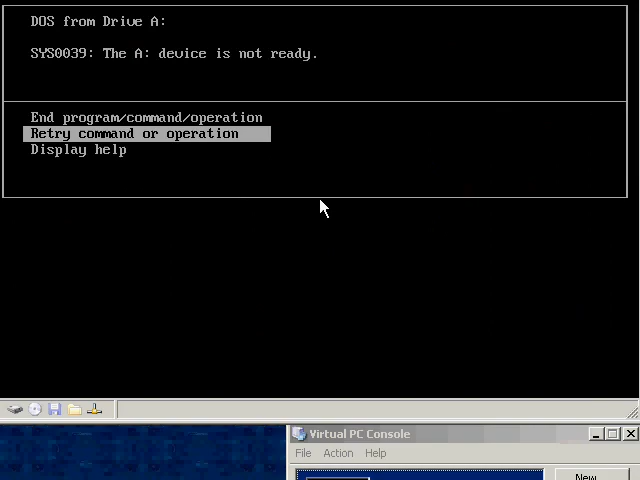 DOS from Drive A:
SYS0039: The A: device is not ready.
End program/command/operation
Retry command or operation
Display help
Virtual PC Console
File Action Help
New